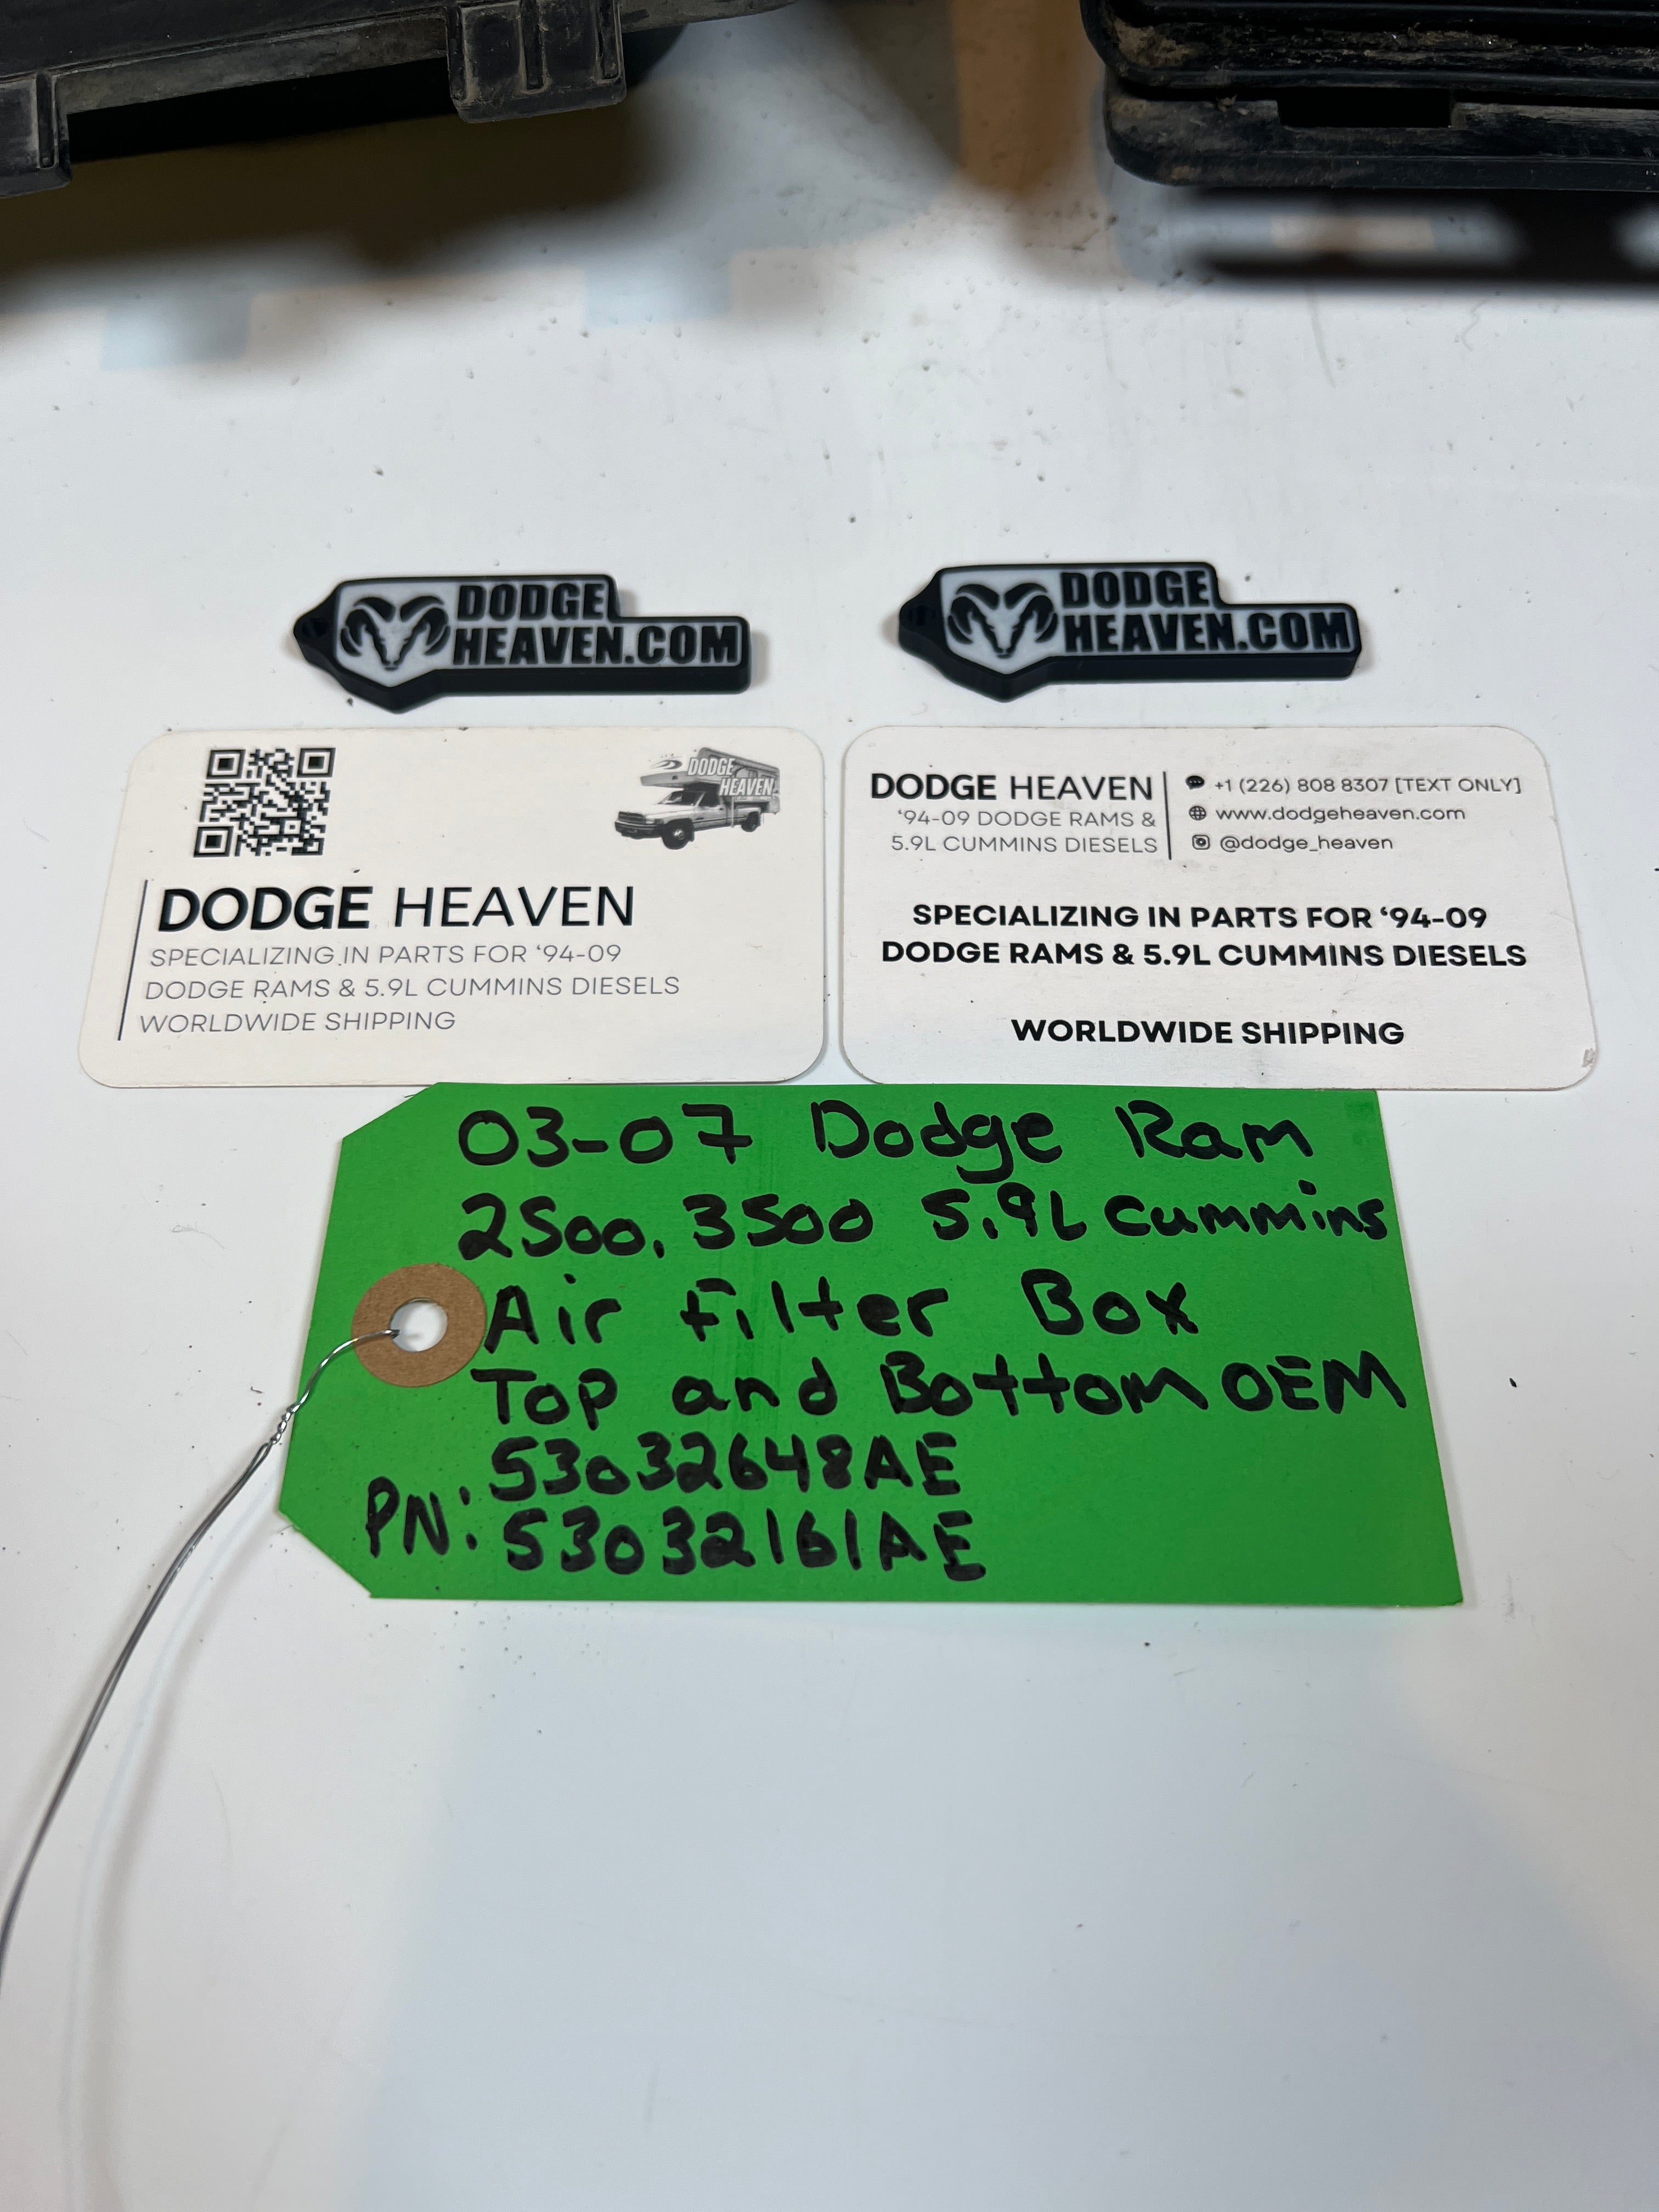 DODGE
HEAVEN.COM
DODGE
HEAVEN.COM
DODGE
HEAVEN
DODGE HEAVEN
SPECIALIZING IN PARTS FOR ‘94-09
DODGE RAMS & 5.9L CUMMINS DIESELS
WORLDWIDE SHIPPING
DODGE HEAVEN
‘94-09 DODGE RAMS &
5.9L CUMMINS DIESELS
+1 (226) 808 8307 [TEXT ONLY]
www.dodgeheaven.com
@dodge_heaven
SPECIALIZING IN PARTS FOR ‘94-09
DODGE RAMS & 5.9L CUMMINS DIESELS
WORLDWIDE SHIPPING
03-07 Dodge Ram
2500, 3500 5.9L Cummins
Air Filter Box
Top and Bottom OEM
PN: 53032648AE
53032161AE